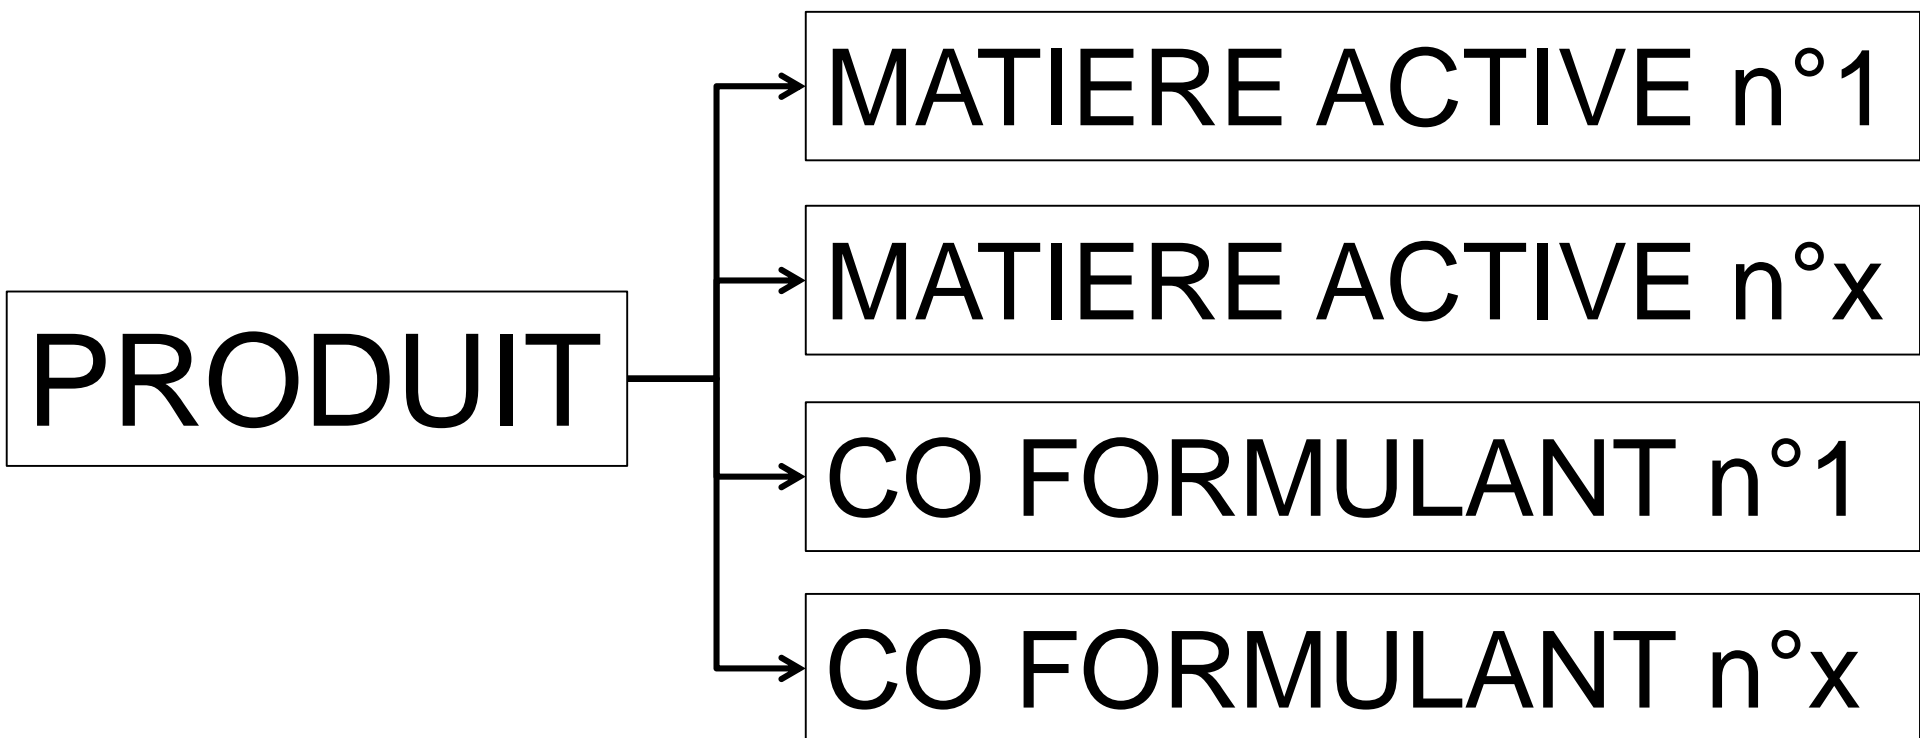 PRODUIT
MATIERE ACTIVE n°1
MATIERE ACTIVE n°x
CO FORMULANT n°1
CO FORMULANT n°x